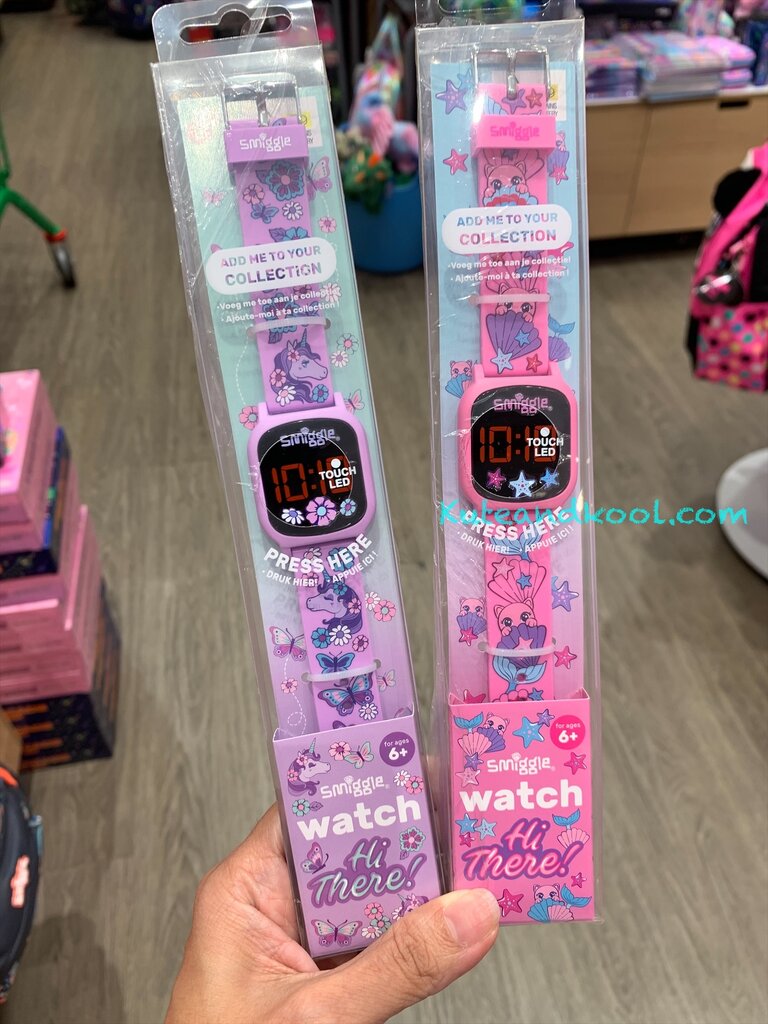 smiggle
ADD ME TO YOUR
COLLECTION
• Voeg me toe aan je collectie!
• Ajoute-moi à ta collection!
smiggle®
10:10
TOUCH
LED
PRESS HERE
• DRUK HIER! • APPUIE ICI!
for ages
6+
smiggle®
watch
Hi
There!
smiggle
ADD ME TO YOUR
COLLECTION
• Voeg me toe aan je collectie!
• Ajoute-moi à ta collection!
smiggle®
10:10
TOUCH
LED
Kuteandkool.com
PRESS HERE
• DRUK HIER! • APPUIE ICI!
for ages
6+
smiggle®
watch
Hi
There!